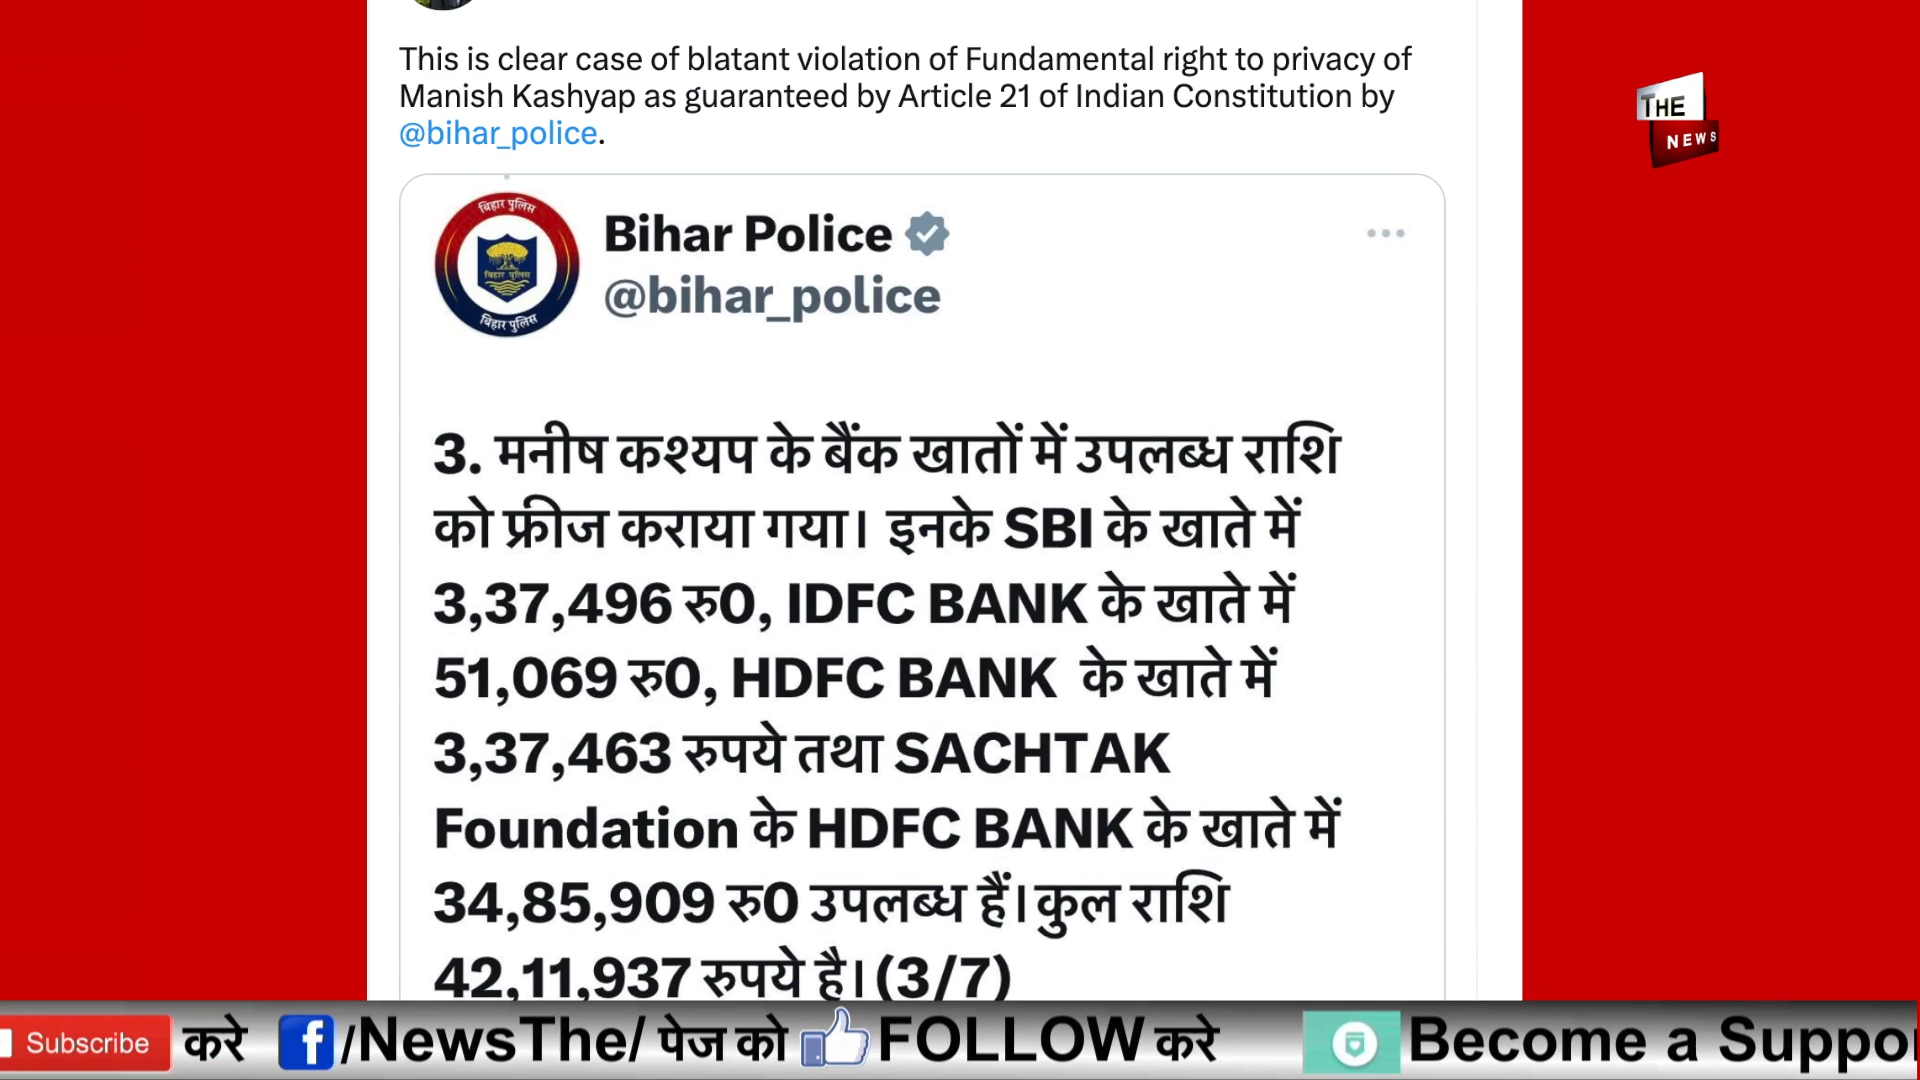 This is clear case of blatant violation of Fundamental right to privacy of
Manish Kashyap as guaranteed by Article 21 of Indian Constitution by
@bihar_police.
THE
NEWS
बिहार पुलिस
बिहार पुलिस
बिहार पुलिस
Bihar Police
@bihar_police
3. मनीष कश्यप के बैंक खातों में उपलब्ध राशि
को फ्रीज कराया गया। इनके SBI के खाते में
3,37,496 रु0, IDFC BANK के खाते में
51,069 रु0, HDFC BANK के खाते में
3,37,463 रुपये तथा SACHTAK
Foundation के HDFC BANK के खाते में
34,85,909 रु0 उपलब्ध हैं। कुल राशि
42,11,937 रुपये है। (3/7)
Subscribe करे f/NewsThe/ पेज को FOLLOW करे Become a Suppo